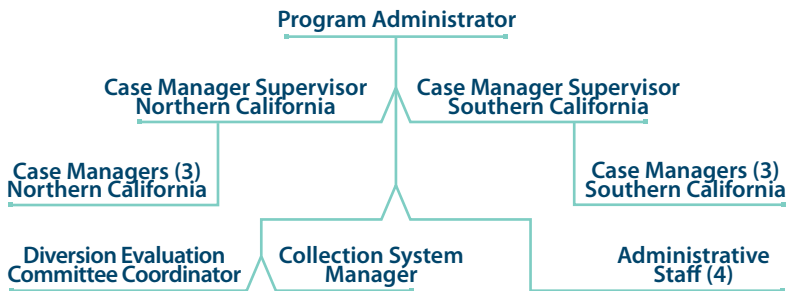 Program Administrator
Case Manager Supervisor
Northern California
Case Manager Supervisor
Southern California
Case Managers (3)
Northern California
Case Managers (3)
Southern California
Diversion Evaluation
Committee Coordinator
Collection System
Manager
Administrative
Staff (4)